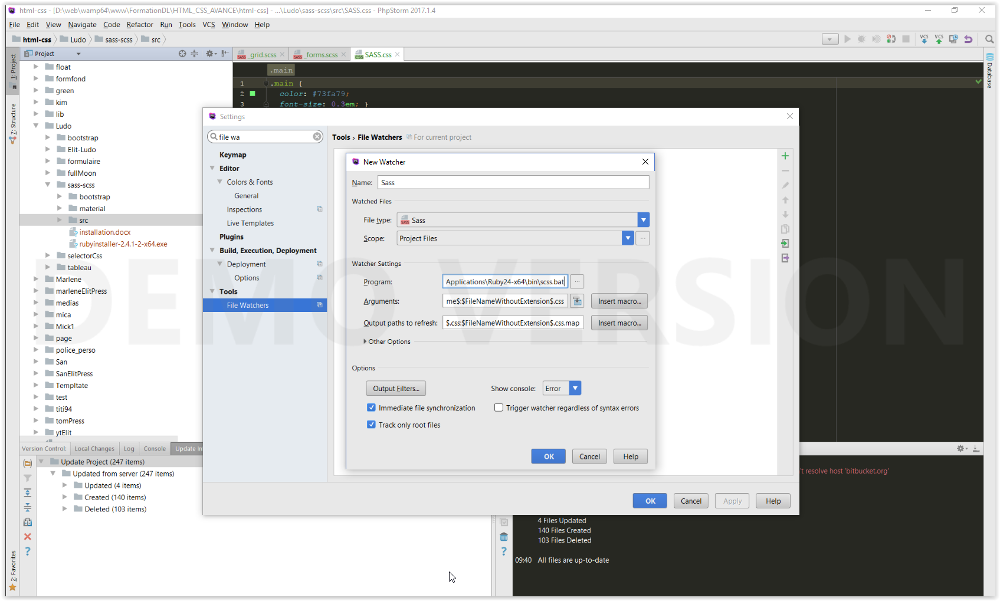 html-css - [D:\web\wamp64\www\FormationDL\HTML_CSS_AVANCE\html-css] - ...\Ludo\sass-scss\src\SASS.css - PhpStorm 2017.1.4
File Edit View Navigate Code Refactor Run Tools VCS Window Help
html-css Ludo sass-scss src
VCS VCS
1: Project
7: Structure
2: Favorites
Database
Project
_grid.scss _forms.scss SASS.css
.main
1 .main {
2 color: #73fa79;
3 font-size: 0.3em; }
float
formfond
green
kim
lib
Ludo
bootstrap
Elit-Ludo
formulaire
fullMoon
sass-scss
bootstrap
material
src
installation.docx
rubyinstaller-2.4.1-2-x64.exe
selectorCss
tableau
Marlene
marleneElitPress
medias
mica
Mick1
page
police_perso
San
SanElitPress
Templtate
test
titi94
tomPress
ytElit
Settings
file wa
Keymap
Editor
Colors & Fonts
General
Inspections
Live Templates
Plugins
Build, Execution, Deployment
Deployment
Options
Tools
File Watchers
Tools › File Watchers For current project
New Watcher
Name: Sass
Watched Files
File type: SASS Sass
Scope: Project Files ...
Watcher Settings
Program: Applications\Ruby24-x64\bin\scss.bat ...
Arguments: me$:$FileNameWithoutExtension$.css Insert macro...
Output paths to refresh: $.css:$FileNameWithoutExtension$.css.map Insert macro...
Other Options
Options
Output Filters... Show console: Error
Immediate file synchronization Trigger watcher regardless of syntax errors
Track only root files
OK Cancel Help
OK Cancel Apply Help
DEMO VERSION
Version Control: Local Changes Log Console Update In
Update Project (247 items)
Updated from server (247 items)
Updated (4 items)
Created (140 items)
Deleted (103 items)
't resolve host 'bitbucket.org'
4 Files Updated
140 Files Created
103 Files Deleted
09:40 All files are up-to-date